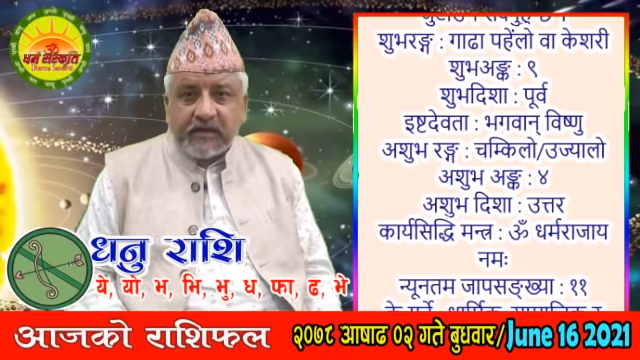 धर्म संस्कृति
शुभरङ्ग : गाढा पहेंलो वा केशरी
शुभअङ्क : ९
शुभदिशा : पूर्व
इष्टदेवता : भगवान् विष्णु
अशुभ रङ्ग : चम्किलो/उज्यालो
अशुभ अङ्क : ४
अशुभ दिशा : उत्तर
कार्यसिद्धि मन्त्र : ॐ धर्मराजाय
नमः
न्यूनतम जापसङ्ख्या : ११
धनु राशि
ये, यो, भ, भि, भु, ध, फा, ढ, भे
आजको राशिफल
२०७८ आषाढ ०२ गते बुधवार/June 16 2021